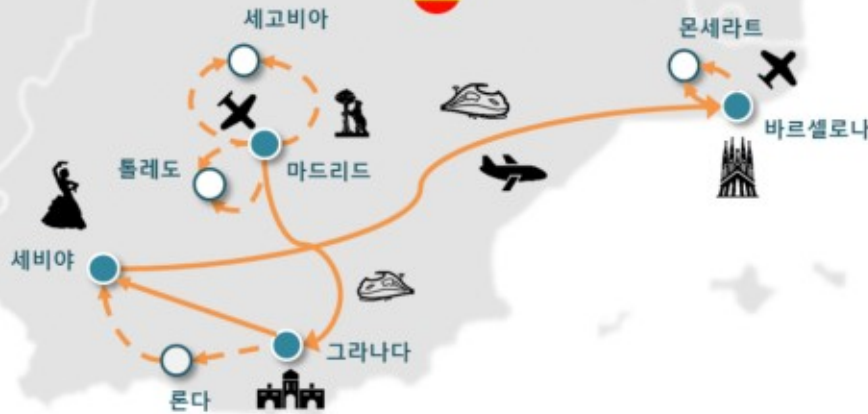 세고비아
몬세라트
바르셀로나
톨레도
마드리드
세비야
그라나다
론다